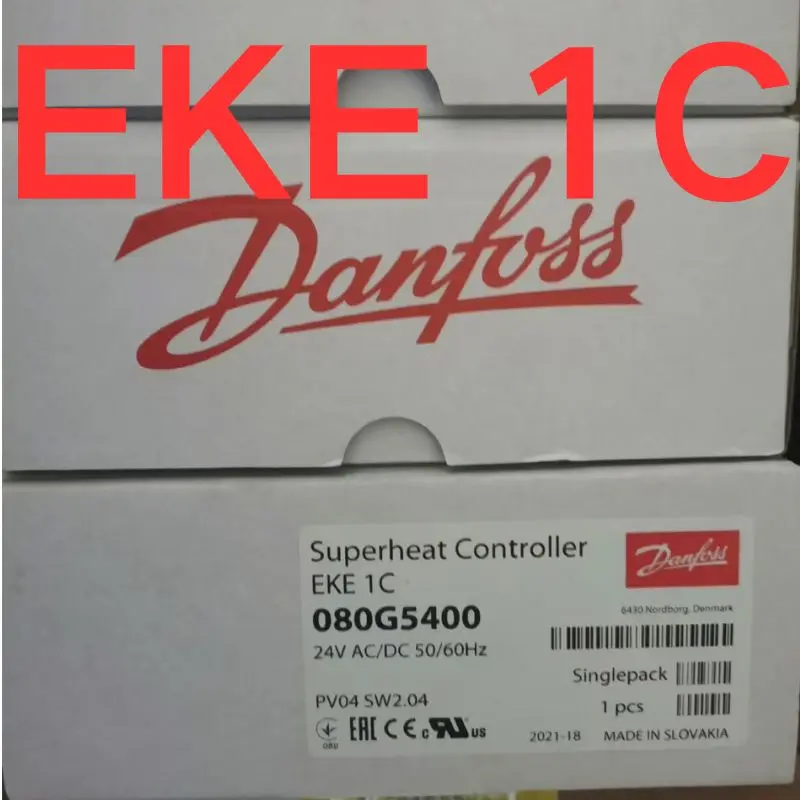 EKE 1C
Danfoss
Superheat Controller
EKE 1C
080G5400
24V AC/DC 50/60Hz
PV04 SW2.04
EAC CE c RU us
Danfoss
6430 Nordborg, Denmark
Singlepack
1 pcs
2021-18 MADE IN SLOVAKIA